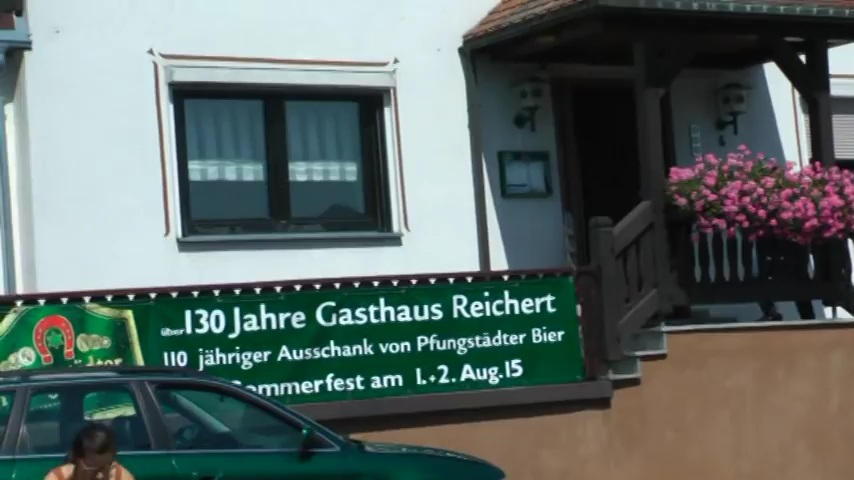 über 130 Jahre Gasthaus Reichert
110 jähriger Ausschank von Pfungstädter Bier
Sommerfest am 1.+2. Aug.15